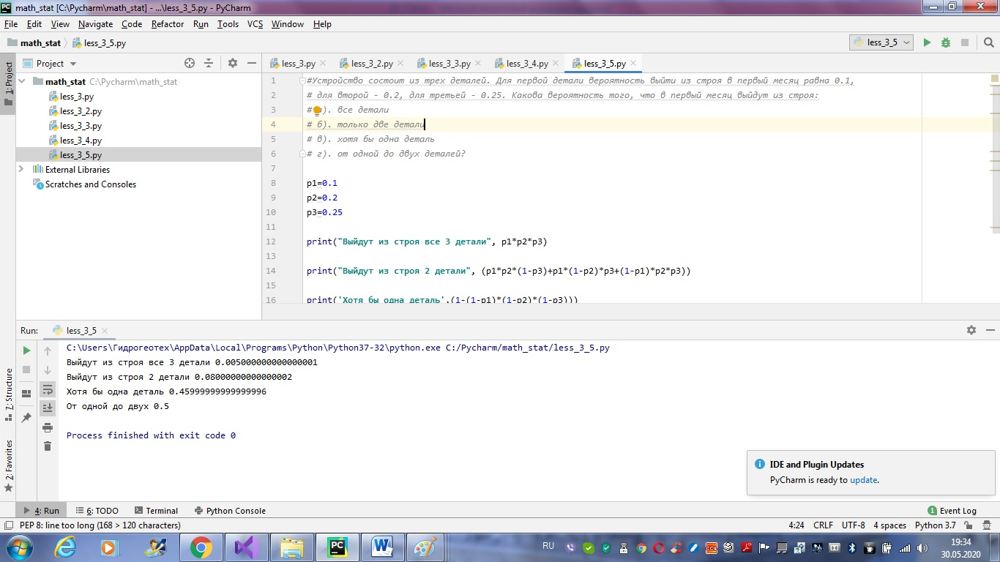 math_stat [C:\Pycharm\math_stat] - ...\less_3_5.py - PyCharm
File Edit View Navigate Code Refactor Run Tools VCS Window Help
math_stat less_3_5.py less_3_5
1: Project
Project
less_3.py less_3_2.py less_3_3.py less_3_4.py less_3_5.py
math_stat C:\Pycharm\math_stat
less_3.py
less_3_2.py
less_3_3.py
less_3_4.py
less_3_5.py
External Libraries
Scratches and Consoles
1 #Устройство состоит из трех деталей. Для первой детали вероятность выйти из строя в первый месяц равна 0.1,
2 # для второй - 0.2, для третьей - 0.25. Какова вероятность того, что в первый месяц выйдут из строя:
3 # ). все детали
4 # б). только две детали
5 # в). хотя бы одна деталь
6 # г). от одной до двух деталей?
7
8 p1=0.1
9 p2=0.2
10 p3=0.25
11
12 print("Выйдут из строя все 3 детали", p1*p2*p3)
13
14 print("Выйдут из строя 2 детали", (p1*p2*(1-p3)+p1*(1-p2)*p3+(1-p1)*p2*p3))
15
16 print('Хотя бы одна деталь',(1-(1-p1)*(1-p2)*(1-p3)))
Run: less_3_5
C:\Users\Гидрогеотех\AppData\Local\Programs\Python\Python37-32\python.exe C:/Pycharm/math_stat/less_3_5.py
Выйдут из строя все 3 детали 0.005000000000000001
Выйдут из строя 2 детали 0.08000000000000002
Хотя бы одна деталь 0.45999999999999996
От одной до двух 0.5
Process finished with exit code 0
7: Structure
2: Favorites
IDE and Plugin Updates
PyCharm is ready to update.
4: Run 6: TODO Terminal Python Console 1 Event Log
PEP 8: line too long (168 > 120 characters) 4:24 CRLF UTF-8 4 spaces Python 3.7
RU 19:34
30.05.2020